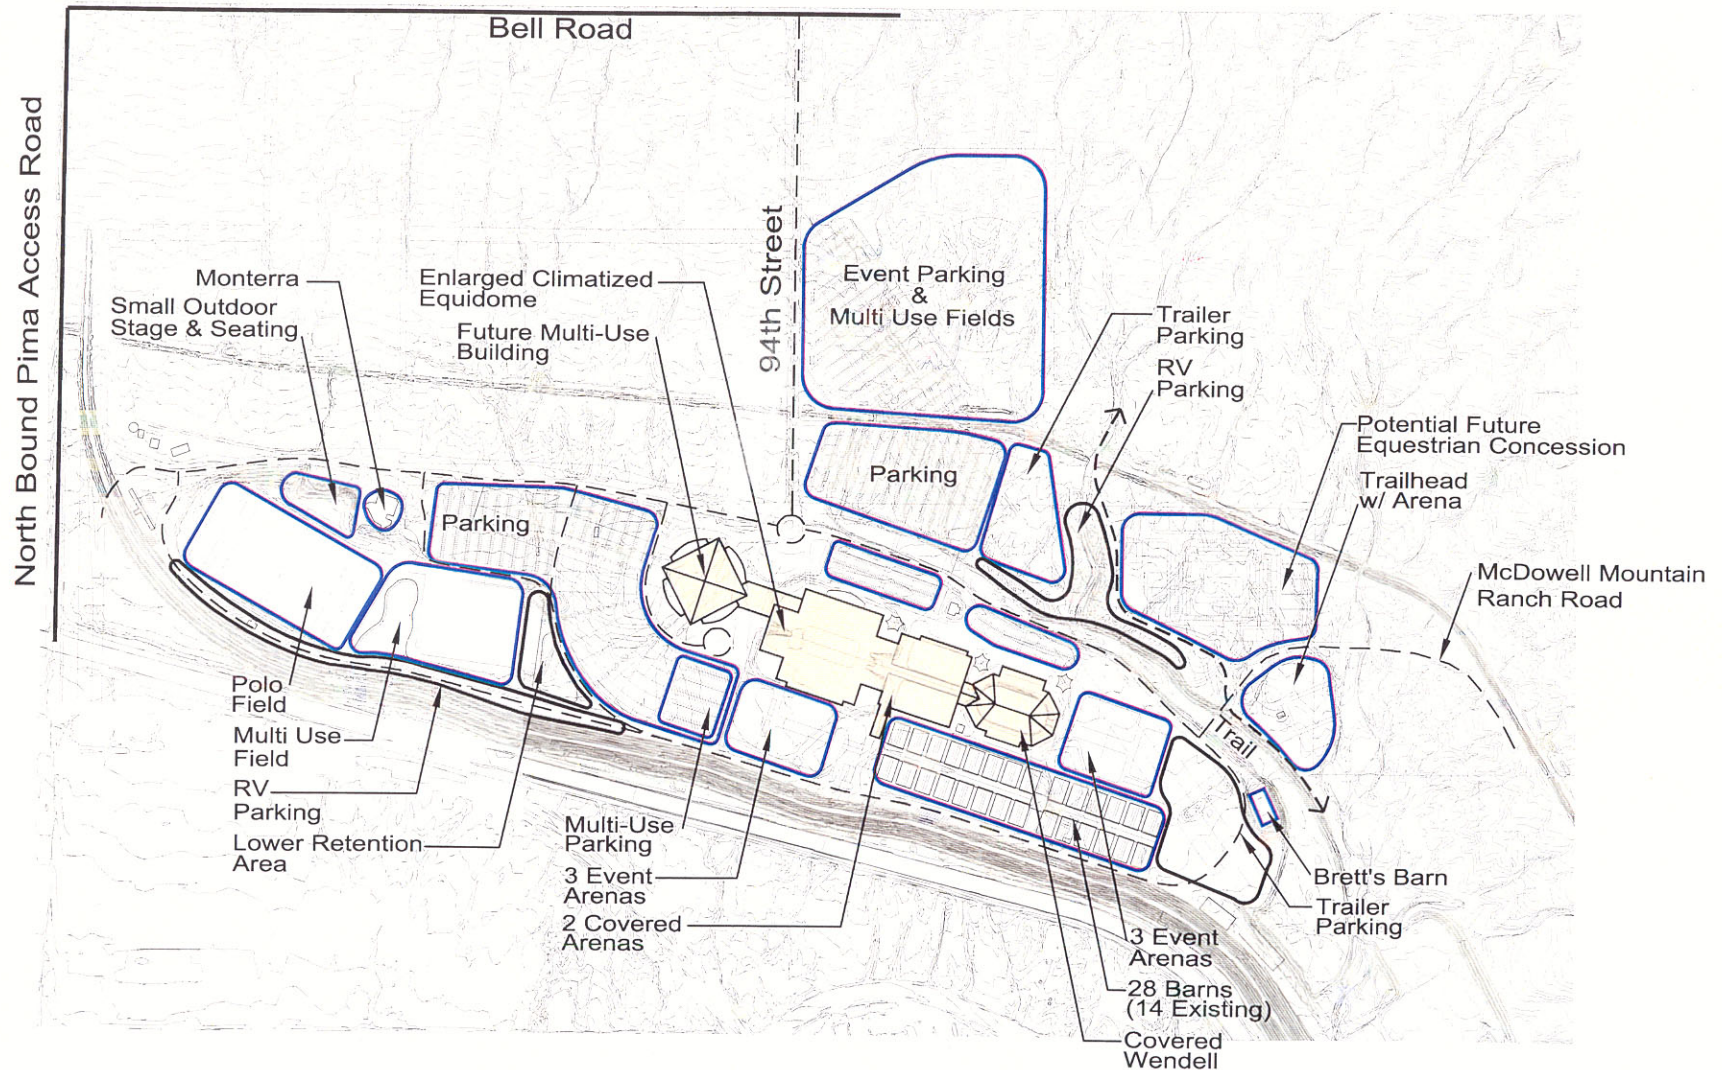 Bell Road
North Bound Pima Access Road
94th Street
Event Parking
&
Multi Use Fields
Monterra
Small Outdoor
Stage & Seating
Enlarged Climatized
Equidome
Future Multi-Use
Building
Trailer
Parking
RV
Parking
Potential Future
Equestrian Concession
Trailhead
w/ Arena
McDowell Mountain
Ranch Road
Parking
Parking
Polo
Field
Multi Use
Field
RV
Parking
Lower Retention
Area
Multi-Use
Parking
3 Event
Arenas
2 Covered
Arenas
Trail
Brett's Barn
Trailer
Parking
3 Event
Arenas
28 Barns
(14 Existing)
Covered
Wendell